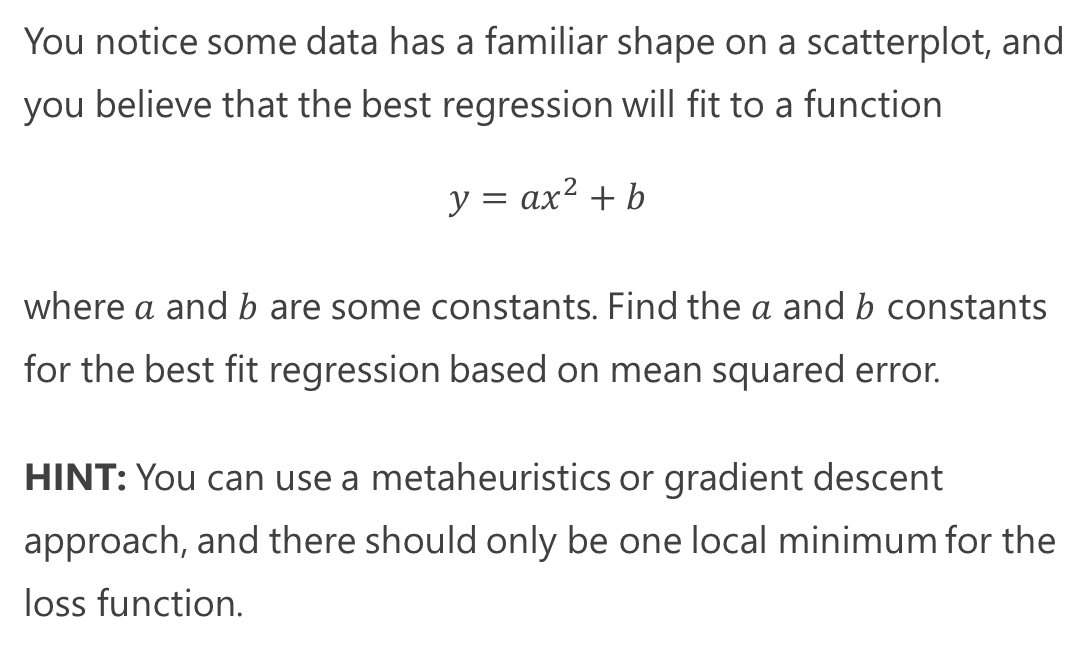 You notice some data has a familiar shape on a scatterplot, and
you believe that the best regression will fit to a function
y = ax² + b
where a and b are some constants. Find the a and b constants
for the best fit regression based on mean squared error.
HINT: You can use a metaheuristics or gradient descent
approach, and there should only be one local minimum for the
loss function.